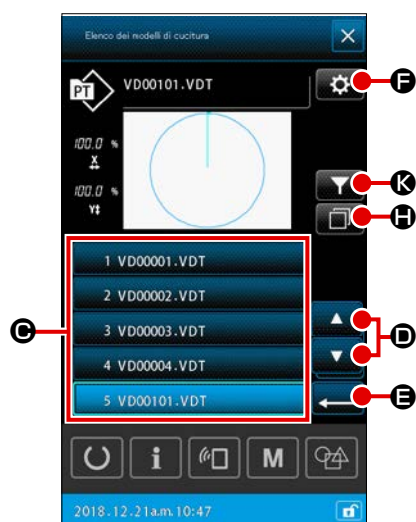 Elenco dei modelli di cucitura
PT VD00101.VDT
F
100.0 %
X
K
100.0 %
Y
H
1 VD00001.VDT
2 VD00002.VDT
C
3 VD00003.VDT
D
4 VD00004.VDT
5 VD00101.VDT
E
i M
2018.12.21a.m.10:47